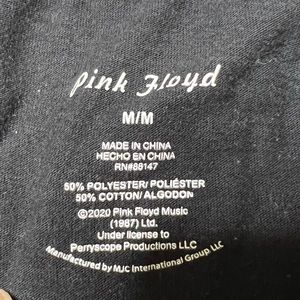 Pink Floyd
M/M
MADE IN CHINA
HECHO EN CHINA
RN#88147
50% POLYESTER/ POLIÉSTER
50% COTTON/ ALGODON
©2020 Pink Floyd Music
(1987) Ltd.
Under license to
Perryscope Productions LLC
Manufactured by MJC International Group LLC